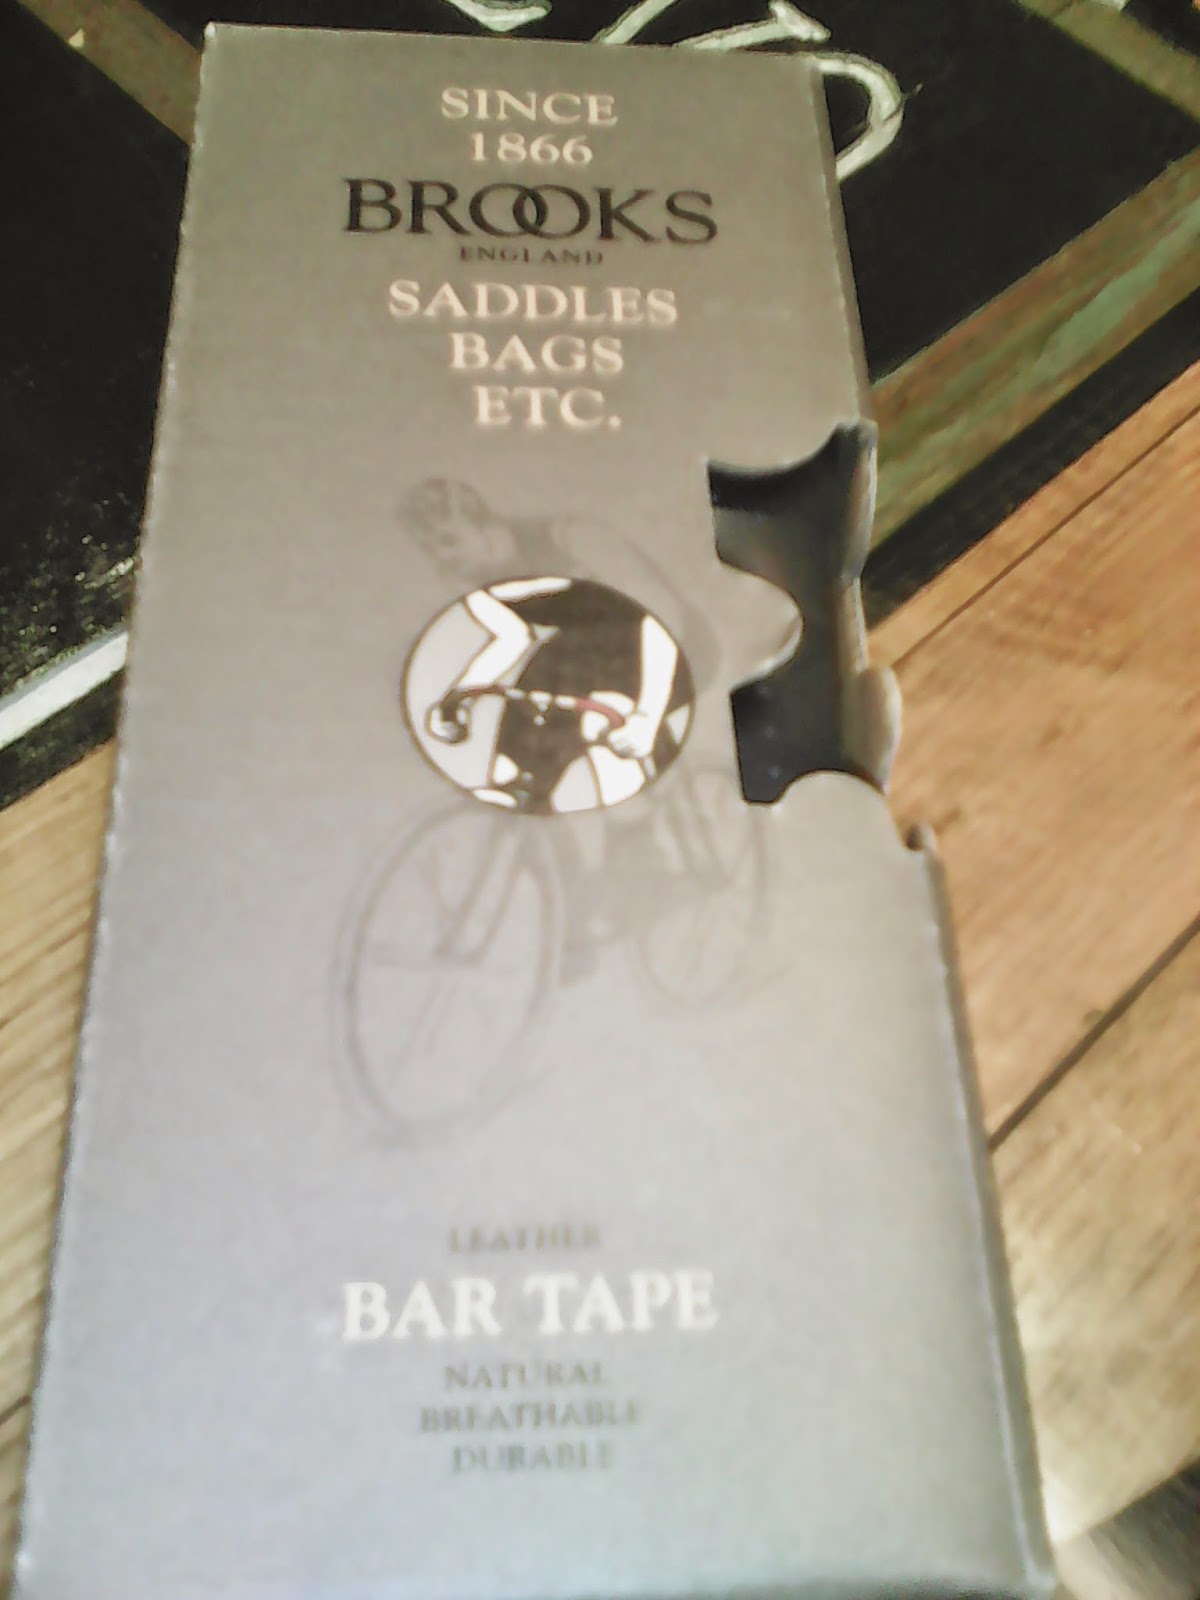 SINCE
1866
BROOKS
ENGLAND
SADDLES
BAGS
ETC.
LEATHER
BAR TAPE
NATURAL
BREATHABLE
DURABLE